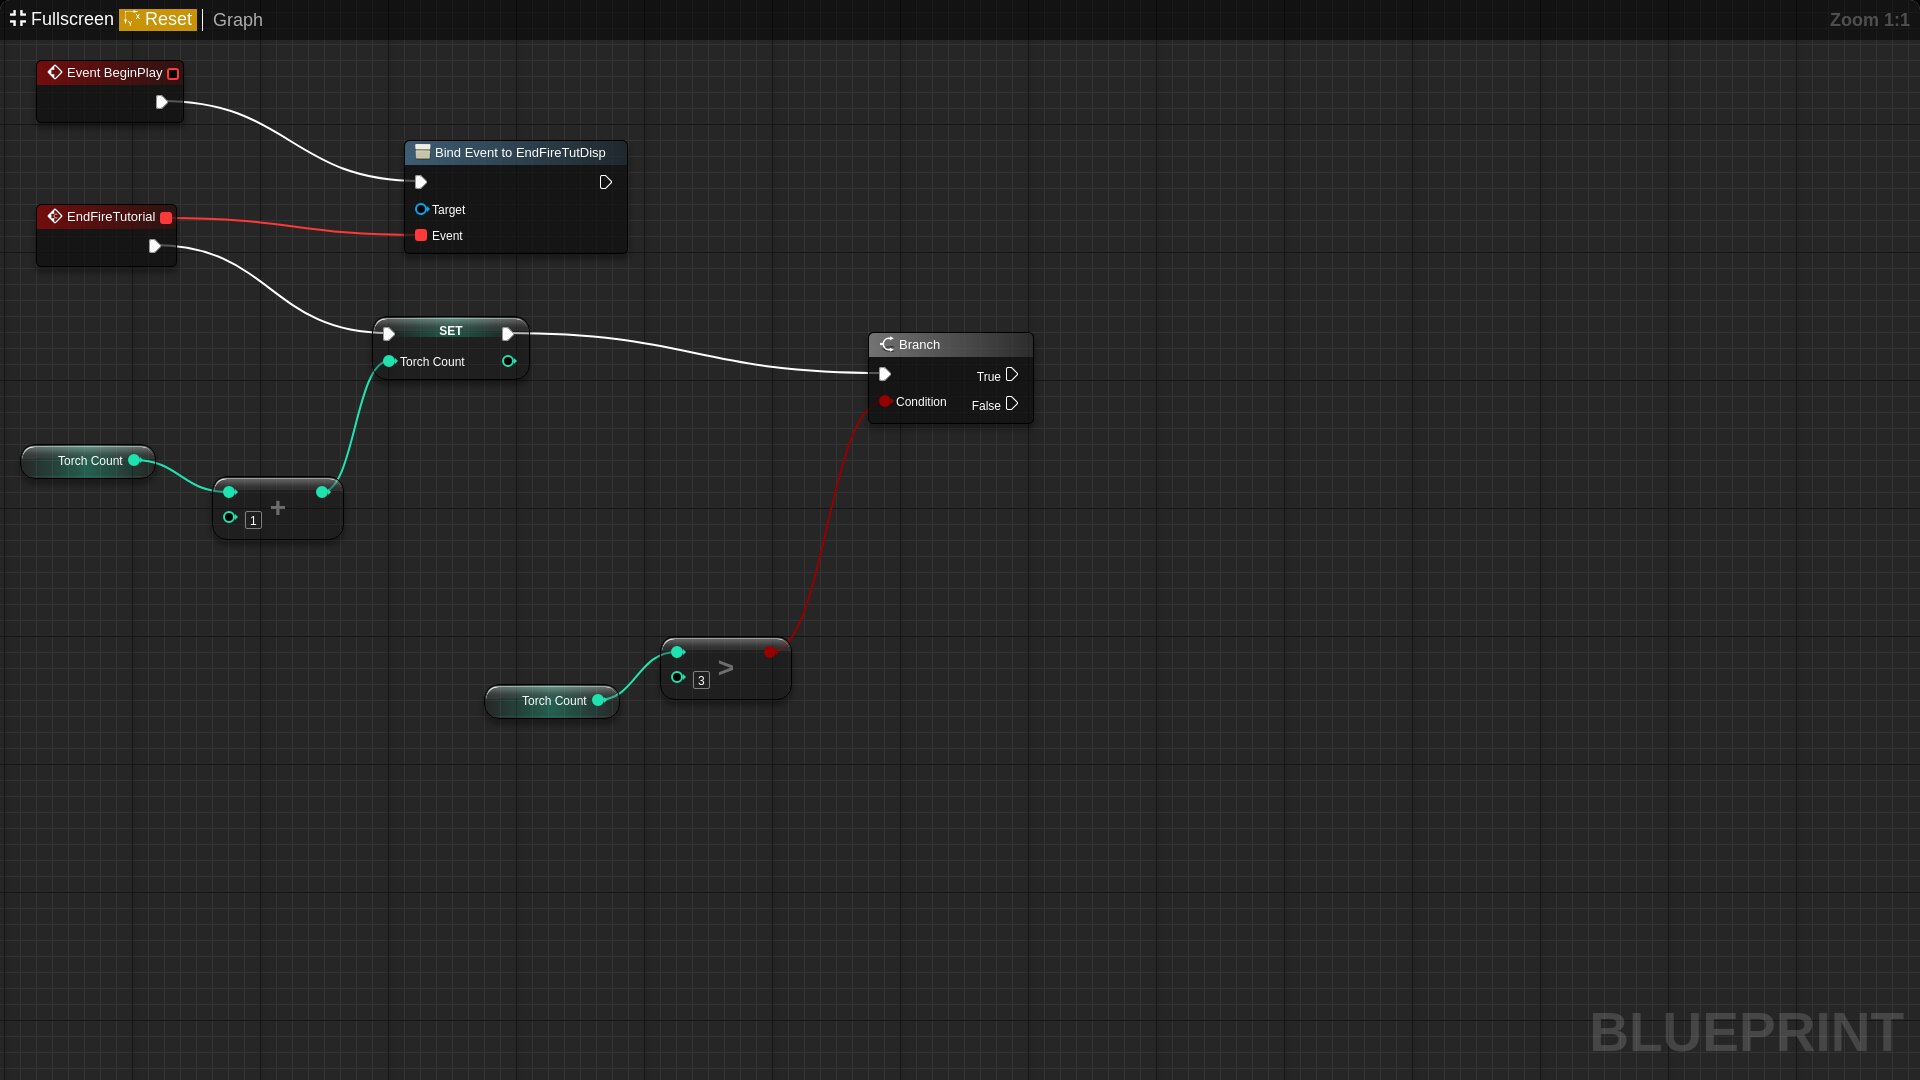 Fullscreen Reset Graph Zoom 1:1
Event BeginPlay
Bind Event to EndFireTutDisp
Target
Event
EndFireTutorial
SET
Torch Count
Branch
True
Condition
False
Torch Count
+
1
>
3
Torch Count
BLUEPRINT